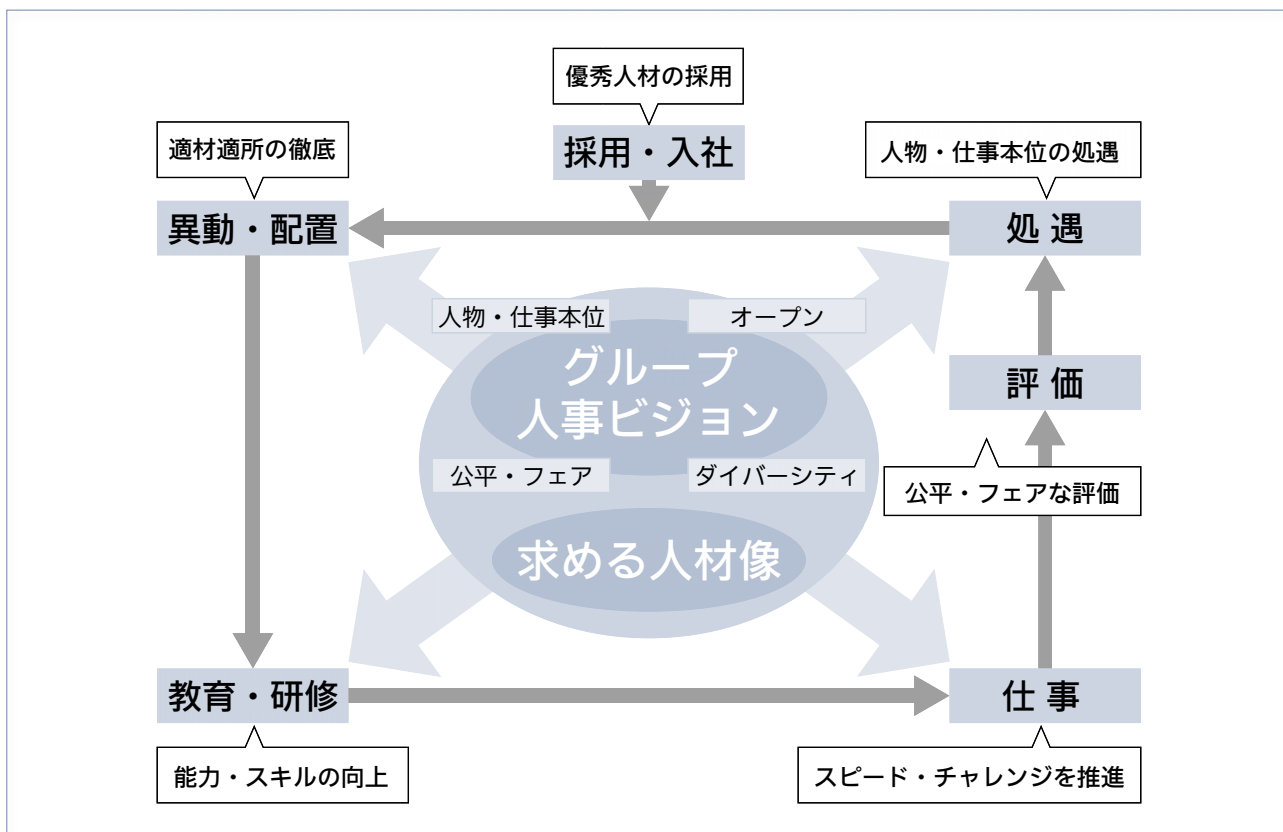 優秀人材の採用
採用・入社
適材適所の徹底
異動・配置
人物・仕事本位の処遇
処 遇
人物・仕事本位
オープン
グループ
人事ビジョン
評 価
公平・フェア
ダイバーシティ
公平・フェアな評価
求める人材像
教育・研修
能力・スキルの向上
仕 事
スピード・チャレンジを推進